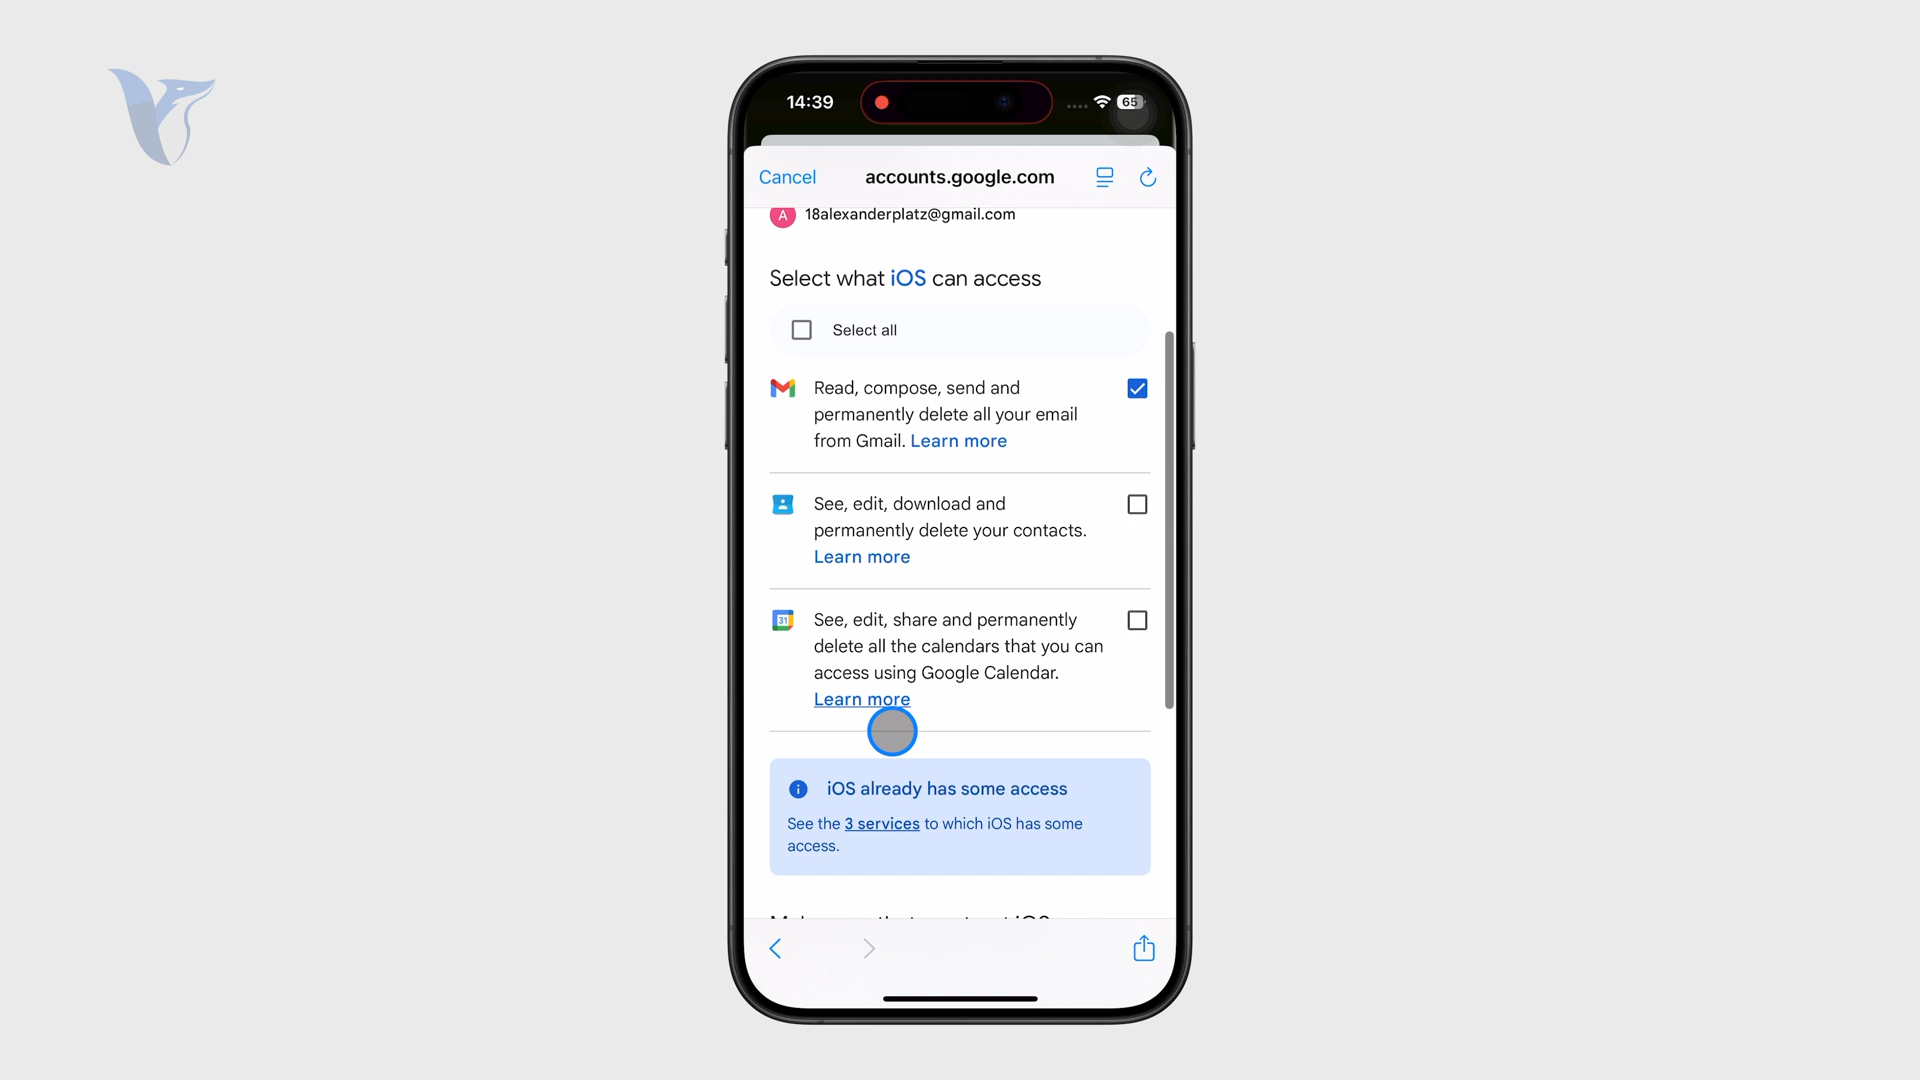 14:39
65
Cancel
accounts.google.com
A
18alexanderplatz@gmail.com
Select what iOS can access
Select all
Read, compose, send and
permanently delete all your email
from Gmail. Learn more
See, edit, download and
permanently delete your contacts.
Learn more
31
See, edit, share and permanently
delete all the calendars that you can
access using Google Calendar.
Learn more
iOS already has some access
See the 3 services to which iOS has some
access.